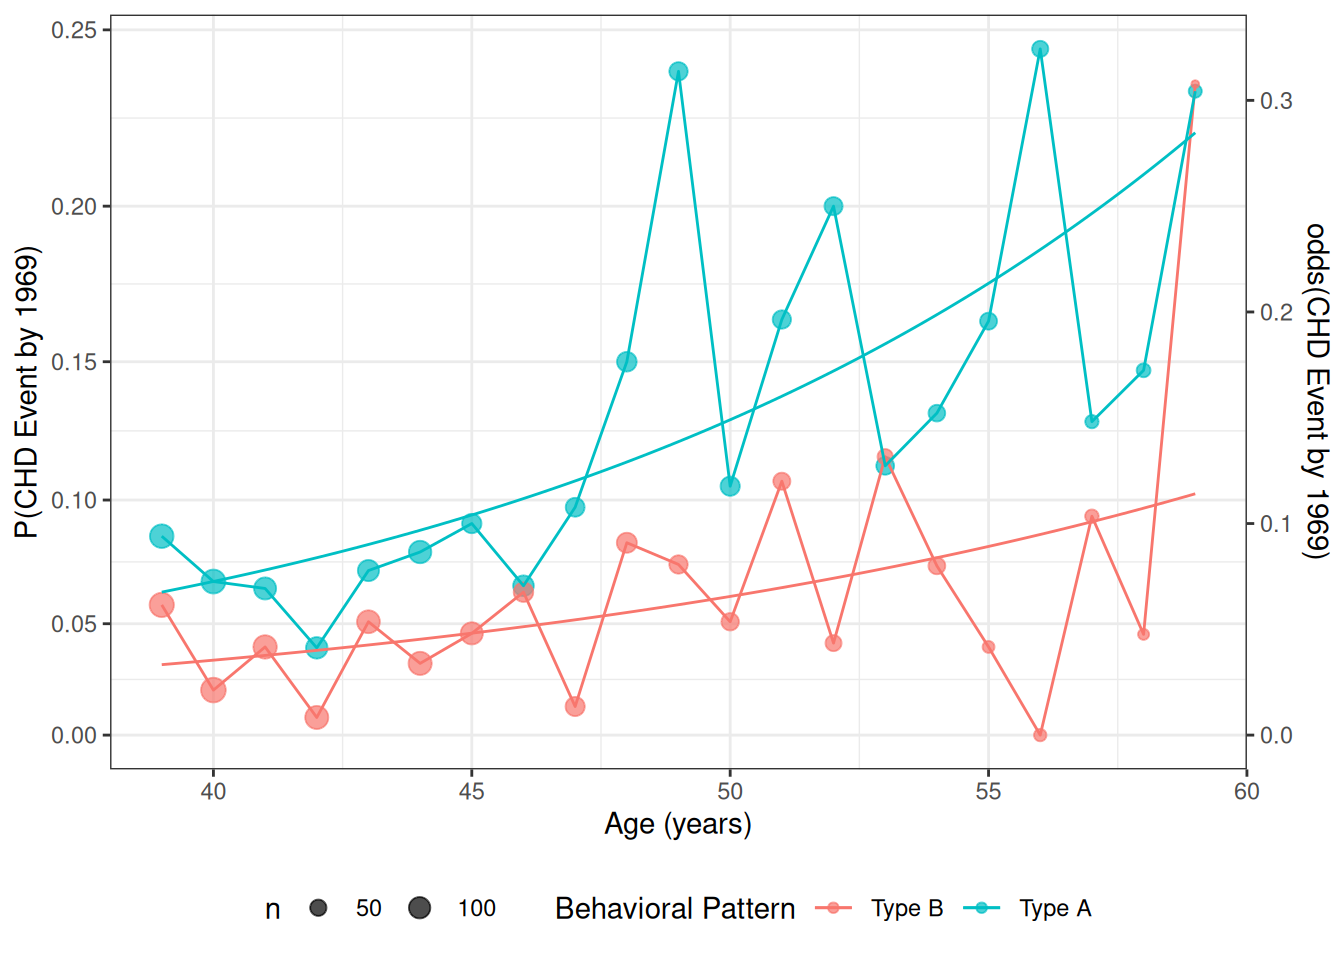 0.25
0.20
0.15
0.10
0.05
0.00
P(CHD Event by 1969)
0.3
0.2
0.1
0.0
odds(CHD Event by 1969)
40 45 50 55 60
Age (years)
n 50 100 Behavioral Pattern Type B Type A